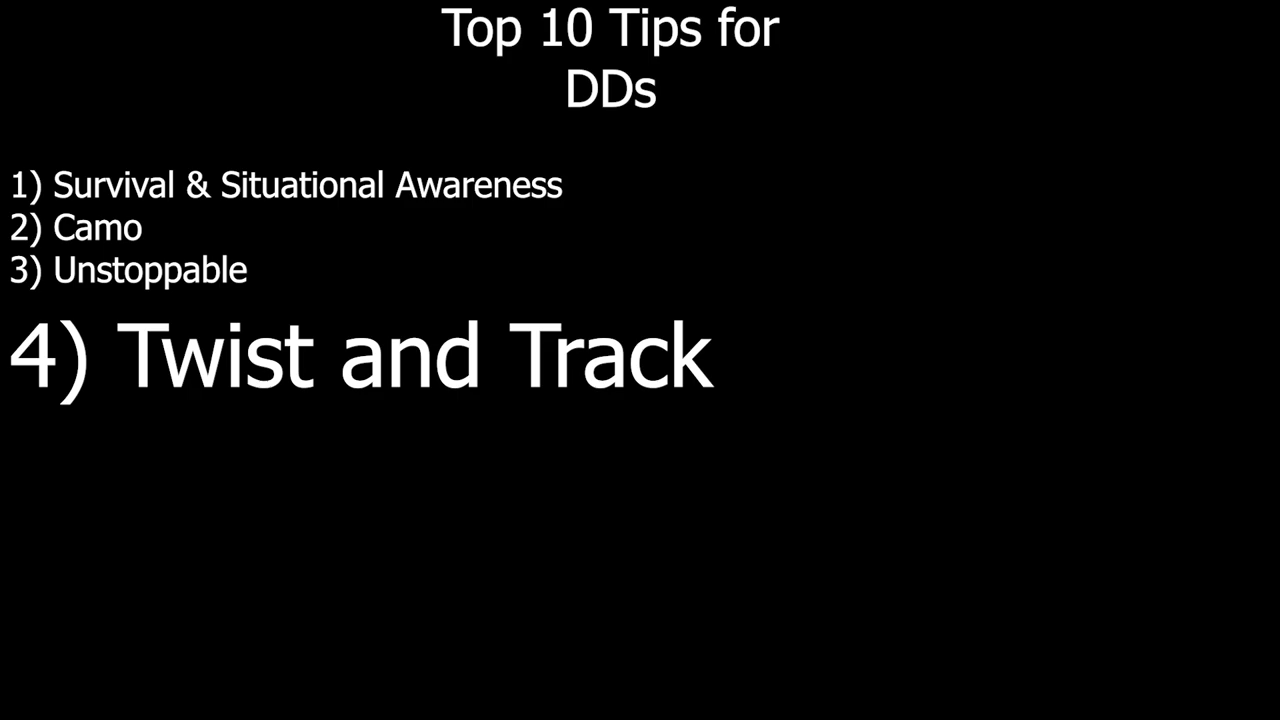 Top 10 Tips for
DDs
1) Survival & Situational Awareness
2) Camo
3) Unstoppable
4) Twist and Track